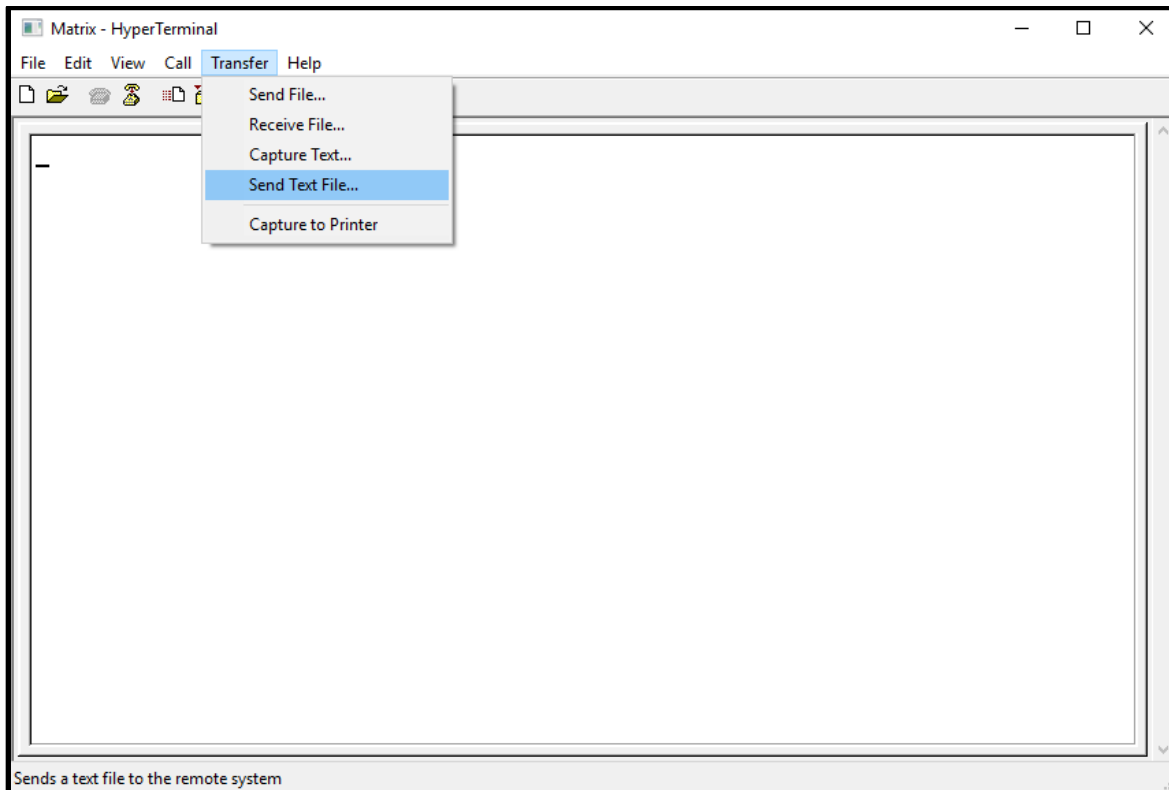 Matrix - HyperTerminal
File Edit View Call Transfer Help
Send File...
Receive File...
Capture Text...
Send Text File...
Capture to Printer
Sends a text file to the remote system